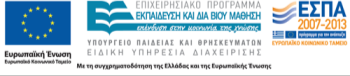 ΕΠΙΧΕΙΡΗΣΙΑΚΟ ΠΡΟΓΡΑΜΜΑ
ΕΚΠΑΙΔΕΥΣΗ ΚΑΙ ΔΙΑ ΒΙΟΥ ΜΑΘΗΣΗ
επένδυση στην κοινωνία της γνώσης
ΥΠΟΥΡΓΕΙΟ ΠΑΙΔΕΙΑΣ ΚΑΙ ΘΡΗΣΚΕΥΜΑΤΩΝ
ΕΙΔΙΚΗ ΥΠΗΡΕΣΙΑ ΔΙΑΧΕΙΡΙΣΗΣ
ΕΣΠΑ
2007-2013
ΕΥΡΩΠΑΪΚΟ ΚΟΙΝΩΝΙΚΟ ΤΑΜΕΙΟ
Ευρωπαϊκή Ένωση
Ευρωπαϊκό Κοινωνικό Ταμείο
Με τη συγχρηματοδότηση της Ελλάδας και της Ευρωπαϊκής Ένωσης